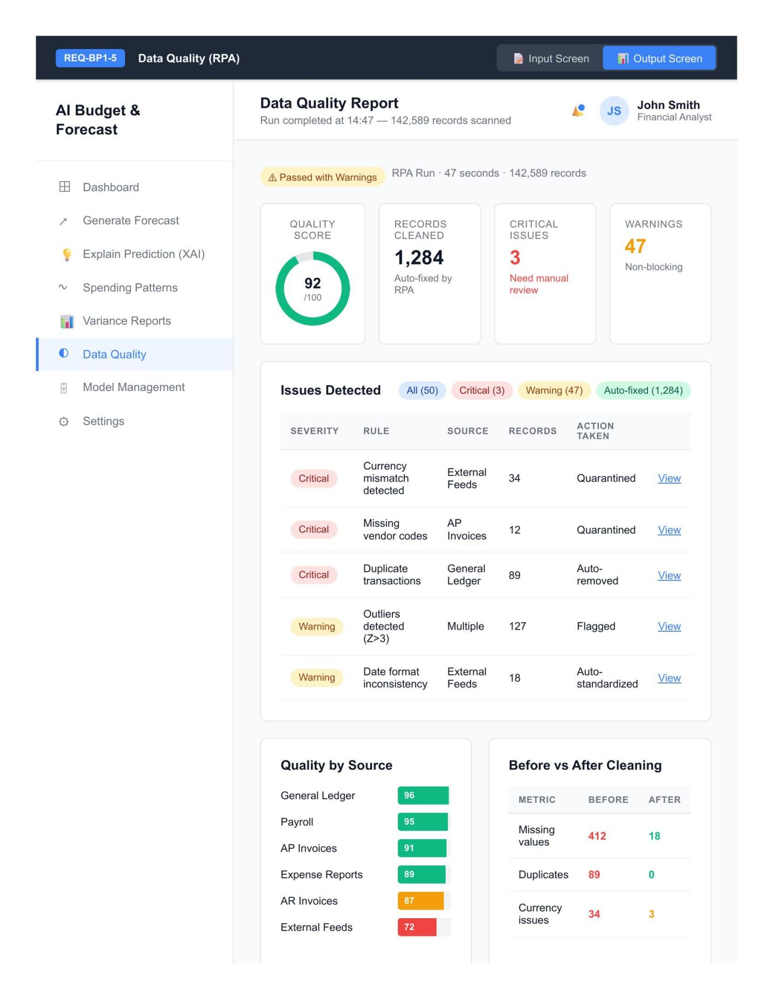 REQ-BP1-5 Data Quality (RPA) Input Screen Output Screen
AI Budget &
Forecast
Dashboard
Generate Forecast
Explain Prediction (XAI)
Spending Patterns
Variance Reports
Data Quality
Model Management
Settings
Data Quality Report
Run completed at 14:47 — 142,589 records scanned
JS
John Smith
Financial Analyst
⚠ Passed with Warnings RPA Run · 47 seconds · 142,589 records
QUALITY
SCORE
92
/100
RECORDS
CLEANED
1,284
Auto-fixed by
RPA
CRITICAL
ISSUES
3
Need manual
review
WARNINGS
47
Non-blocking
Issues Detected All (50) Critical (3) Warning (47) Auto-fixed (1,284)
SEVERITY RULE SOURCE RECORDS ACTION
TAKEN
Critical Currency
mismatch
detected External
Feeds 34 Quarantined View
Critical Missing
vendor codes AP
Invoices 12 Quarantined View
Critical Duplicate
transactions General
Ledger 89 Auto-
removed View
Warning Outliers
detected
(Z>3) Multiple 127 Flagged View
Warning Date format
inconsistency External
Feeds 18 Auto-
standardized View
Quality by Source
General Ledger 96
Payroll 95
AP Invoices 91
Expense Reports 89
AR Invoices 87
External Feeds 72
Before vs After Cleaning
METRIC BEFORE AFTER
Missing
values 412 18
Duplicates 89 0
Currency
issues 34 3